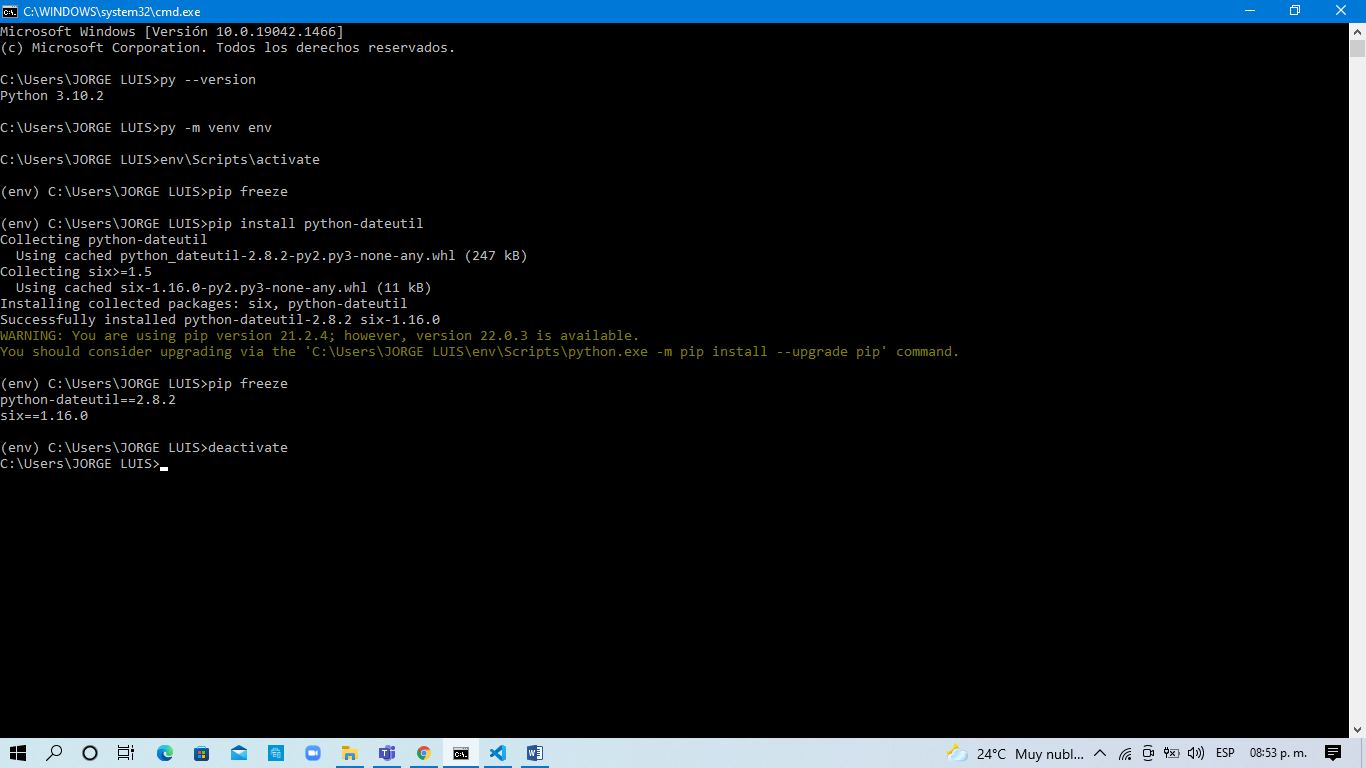 C:\WINDOWS\system32\cmd.exe
Microsoft Windows [Versión 10.0.19042.1466]
(c) Microsoft Corporation. Todos los derechos reservados.
C:\Users\JORGE LUIS>py --version
Python 3.10.2
C:\Users\JORGE LUIS>py -m venv env
C:\Users\JORGE LUIS>env\Scripts\activate
(env) C:\Users\JORGE LUIS>pip freeze
(env) C:\Users\JORGE LUIS>pip install python-dateutil
Collecting python-dateutil
  Using cached python_dateutil-2.8.2-py2.py3-none-any.whl (247 kB)
Collecting six>=1.5
  Using cached six-1.16.0-py2.py3-none-any.whl (11 kB)
Installing collected packages: six, python-dateutil
Successfully installed python-dateutil-2.8.2 six-1.16.0
WARNING: You are using pip version 21.2.4; however, version 22.0.3 is available.
You should consider upgrading via the 'C:\Users\JORGE LUIS\env\Scripts\python.exe -m pip install --upgrade pip' command.
(env) C:\Users\JORGE LUIS>pip freeze
python-dateutil==2.8.2
six==1.16.0
(env) C:\Users\JORGE LUIS>deactivate
C:\Users\JORGE LUIS>
24°C Muy nubl... ESP 08:53 p. m.